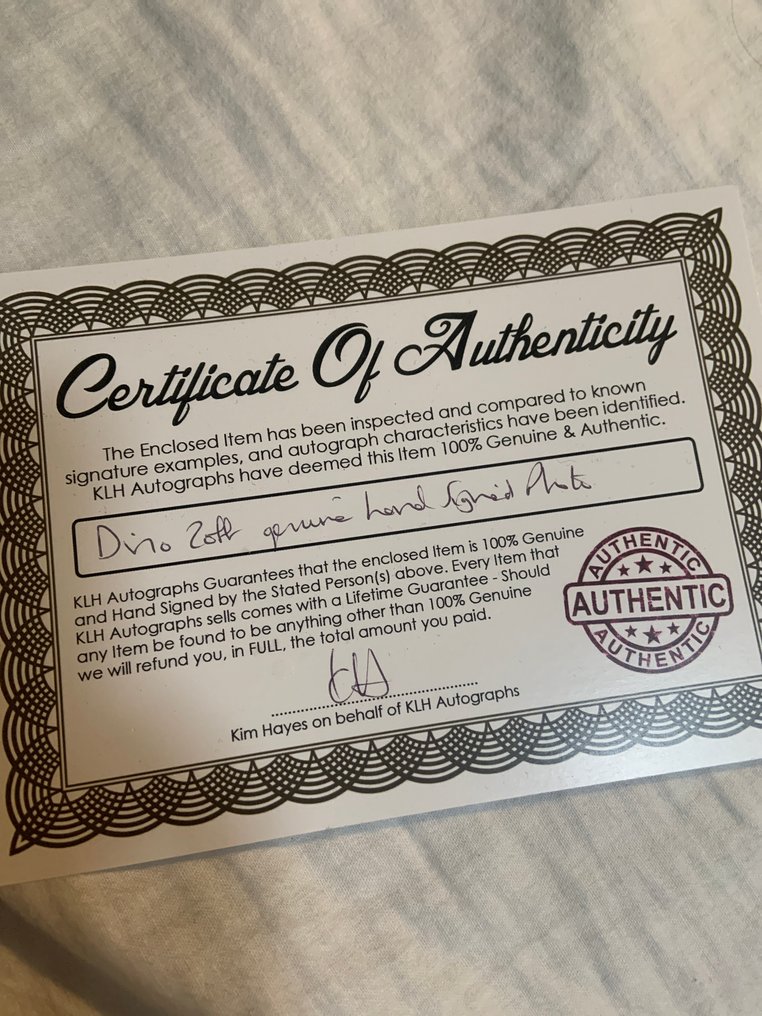 Certificate Of Authenticity
The Enclosed Item has been inspected and compared to known
signature examples, and autograph characteristics have been identified.
KLH Autographs have deemed this Item 100% Genuine & Authentic.
Dino Zoff genuine hand signed Photo
KLH Autographs Guarantees that the enclosed Item is 100% Genuine
and Hand Signed by the Stated Person(s) above. Every Item that
KLH Autographs sells comes with a Lifetime Guarantee - Should
any Item be found to be anything other than 100% Genuine
we will refund you, in FULL, the total amount you paid.
AUTHENTIC
AUTHENTIC
AUTHENTIC
KH
Kim Hayes on behalf of KLH Autographs